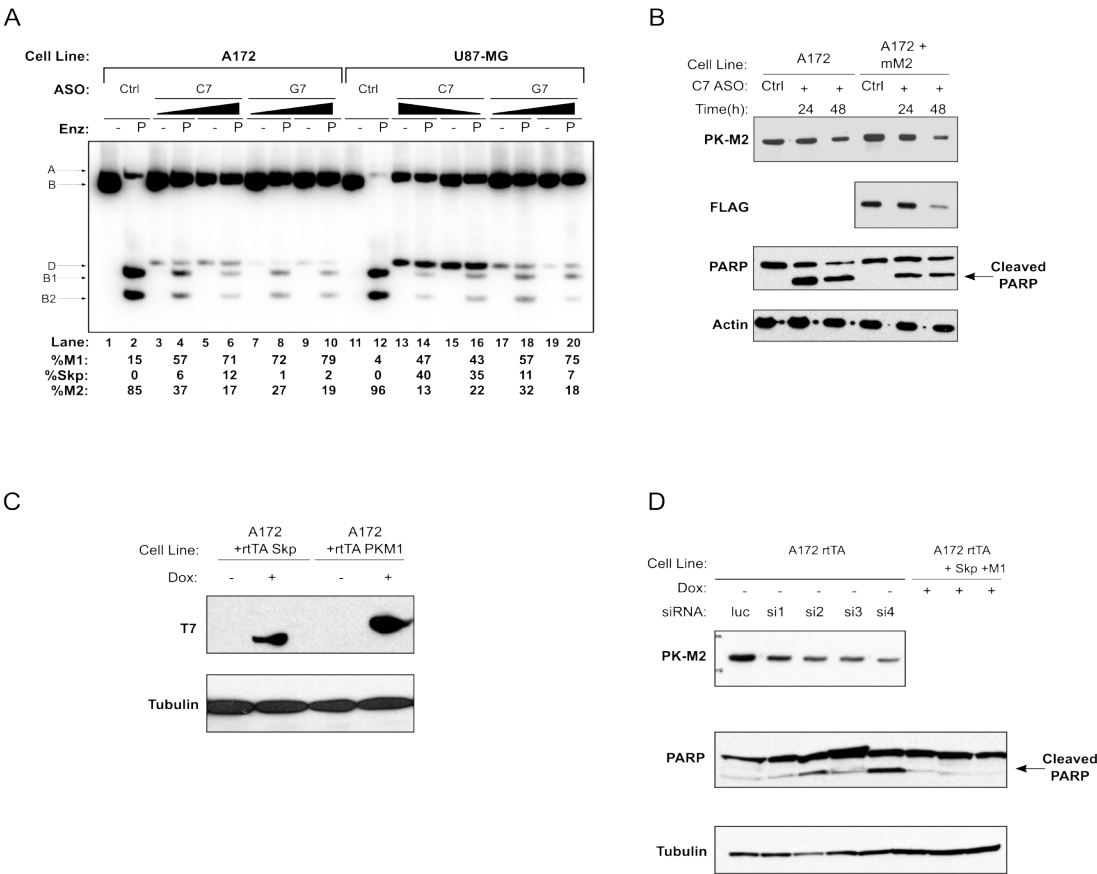 A
Cell Line: A172 U87-MG
ASO: Ctrl C7 G7 Ctrl C7 G7
Enz: - P - P - P - P - P - P - P - P - P - P
A
B
D
B1
B2
Lane: 1 2 3 4 5 6 7 8 9 10 11 12 13 14 15 16 17 18 19 20
%M1: 15 57 71 72 79 4 47 43 57 75
%Skp: 0 6 12 1 2 0 40 35 11 7
%M2: 85 37 17 27 19 96 13 22 32 18
B
A172 +
Cell Line: A172 mM2
C7 ASO: Ctrl + + Ctrl + +
Time(h): 24 48 24 48
PK-M2
FLAG
PARP
Cleaved
PARP
Actin
C
A172 A172
Cell Line: +rtTA Skp +rtTA PKM1
Dox: - + - +
T7
Tubulin
D
A172 rtTA A172 rtTA
Cell Line: + Skp +M1
Dox: - - - - - + + +
siRNA: luc si1 si2 si3 si4
PK-M2
PARP
Cleaved
PARP
Tubulin